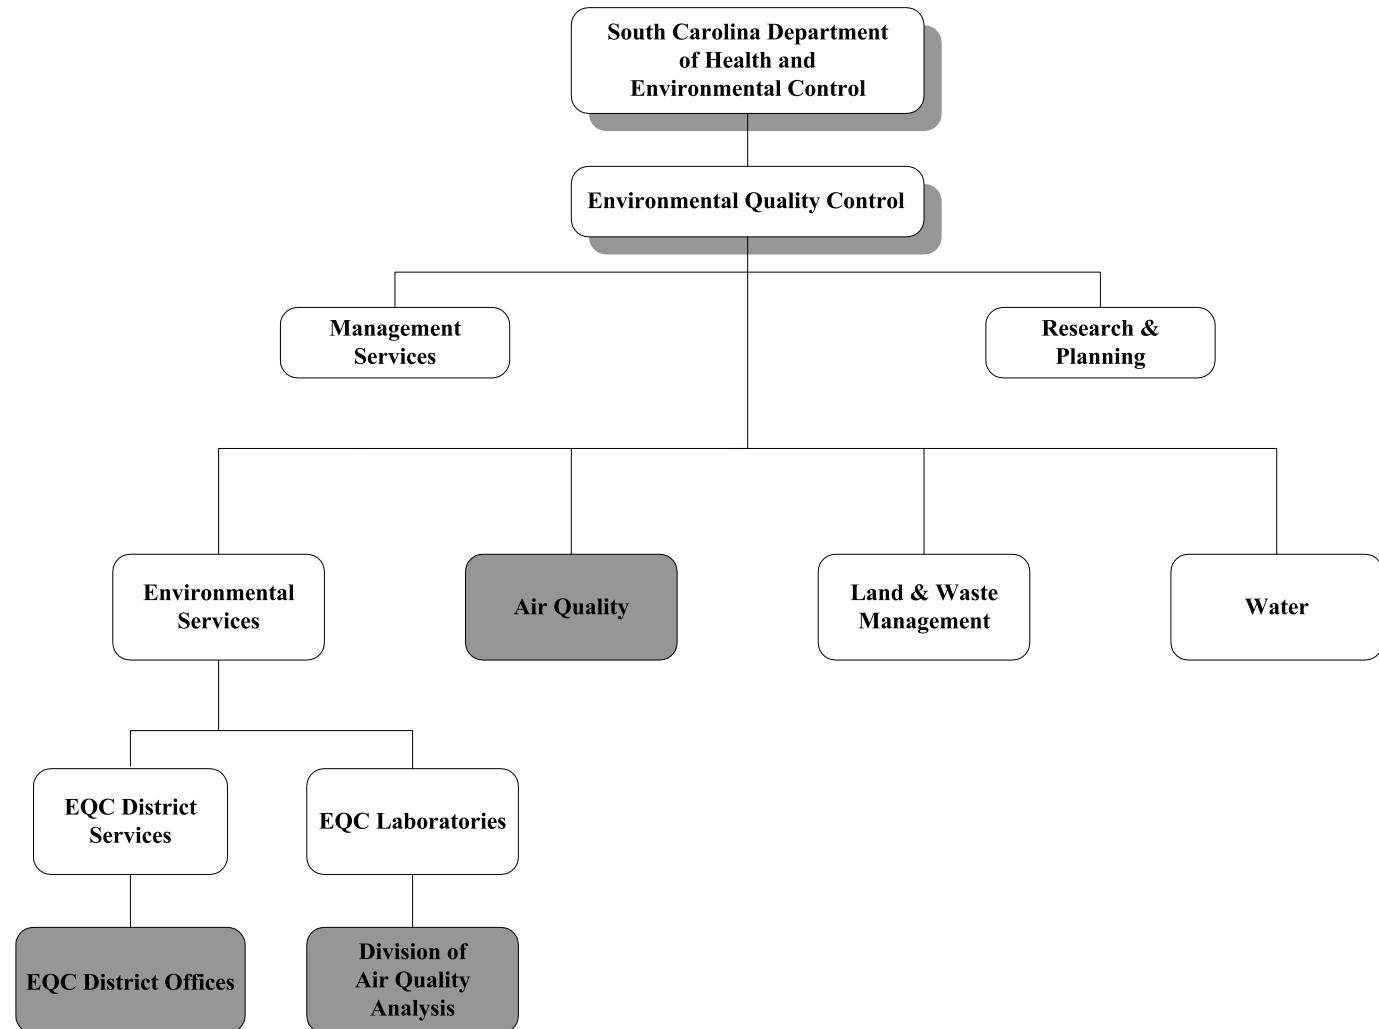 South Carolina Department
of Health and
Environmental Control
Environmental Quality Control
Management
Services
Research &
Planning
Environmental
Services
Air Quality
Land & Waste
Management
Water
EQC District
Services
EQC Laboratories
EQC District Offices
Division of
Air Quality
Analysis